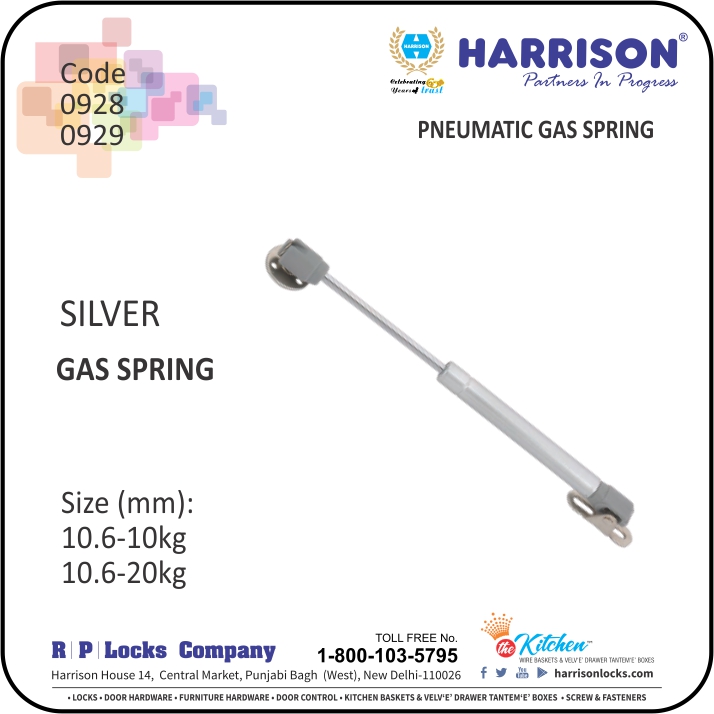 Code
0928
0929
HARRISON
Celebrating 60
Years of trust
HARRISON®
Partners In Progress
PNEUMATIC GAS SPRING
SILVER
GAS SPRING
Size (mm):
10.6-10kg
10.6-20kg
R|P|Locks Company
Harrison House 14, Central Market, Punjabi Bagh (West), New Delhi-110026
TOLL FREE No.
1-800-103-5795
the Kitchen™
WIRE BASKETS & VELV'E' DRAWER TANTEM'E' BOXES
harrisonlocks.com
• LOCKS • DOOR HARDWARE • FURNITURE HARDWARE • DOOR CONTROL • KITCHEN BASKETS & VELV'E' DRAWER TANTEM'E' BOXES • SCREW & FASTENERS